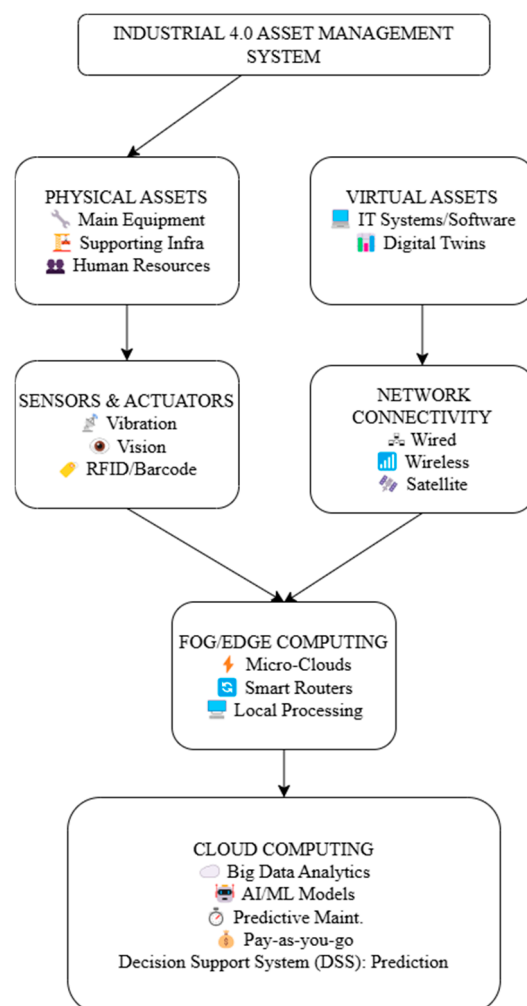 INDUSTRIAL 4.0 ASSET MANAGEMENT
SYSTEM
PHYSICAL ASSETS
Main Equipment
Supporting Infra
Human Resources
VIRTUAL ASSETS
IT Systems/Software
Digital Twins
SENSORS & ACTUATORS
Vibration
Vision
RFID/Barcode
NETWORK
CONNECTIVITY
Wired
Wireless
Satellite
FOG/EDGE COMPUTING
Micro-Clouds
Smart Routers
Local Processing
CLOUD COMPUTING
Big Data Analytics
AI/ML Models
Predictive Maint.
Pay-as-you-go
Decision Support System (DSS): Prediction